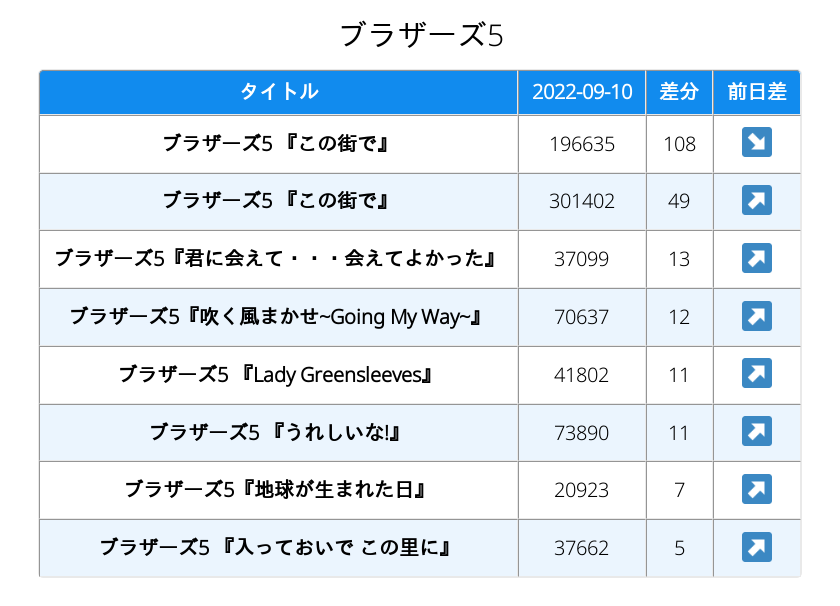 ブラザーズ5
タイトル 2022-09-10 差分 前日差
ブラザーズ5 『この街で』 196635 108 ↘
ブラザーズ5 『この街で』 301402 49 ↗
ブラザーズ5『君に会えて・・・会えてよかった』 37099 13 ↗
ブラザーズ5『吹く風まかせ~Going My Way~』 70637 12 ↗
ブラザーズ5 『Lady Greensleeves』 41802 11 ↗
ブラザーズ5 『うれしいな!』 73890 11 ↗
ブラザーズ5『地球が生まれた日』 20923 7 ↗
ブラザーズ5 『入っておいで この里に』 37662 5 ↗